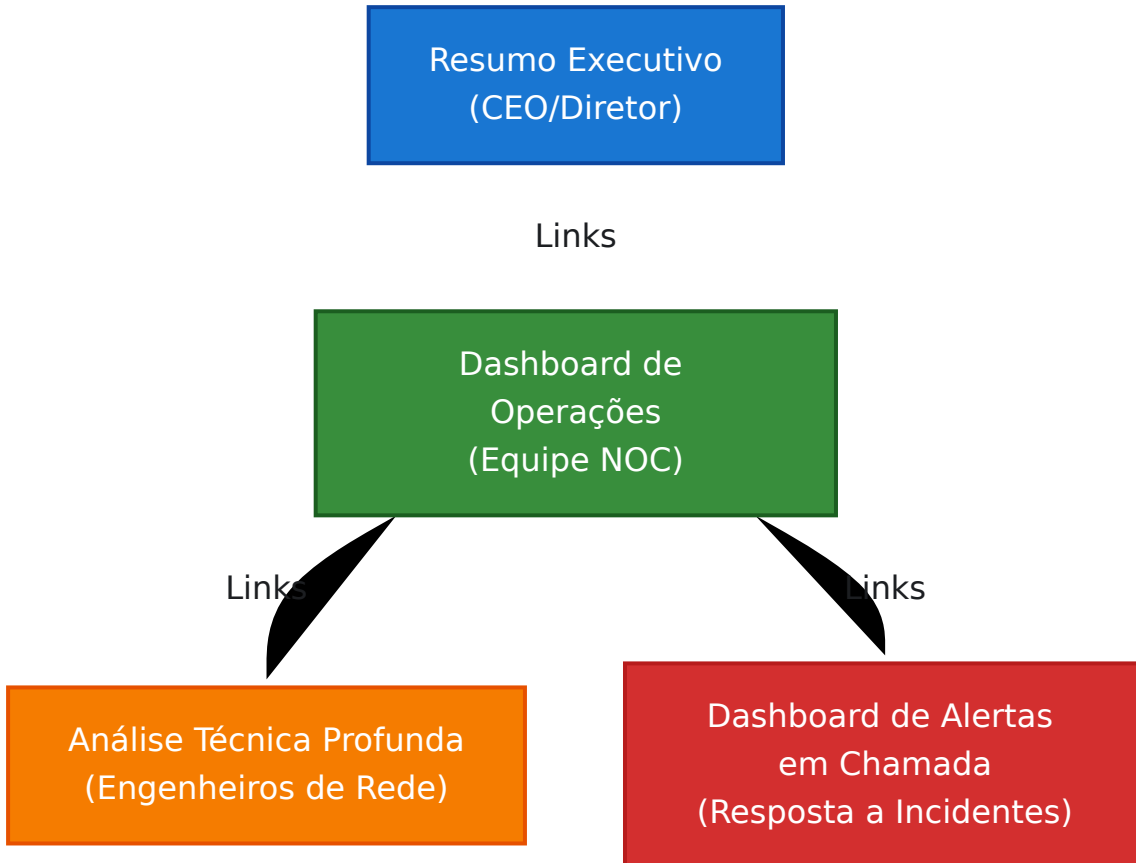 Resumo Executivo
(CEO/Diretor)
Links
Dashboard de
Operações
(Equipe NOC)
Links
Links
Análise Técnica Profunda
(Engenheiros de Rede)
Dashboard de Alertas
em Chamada
(Resposta a Incidentes)